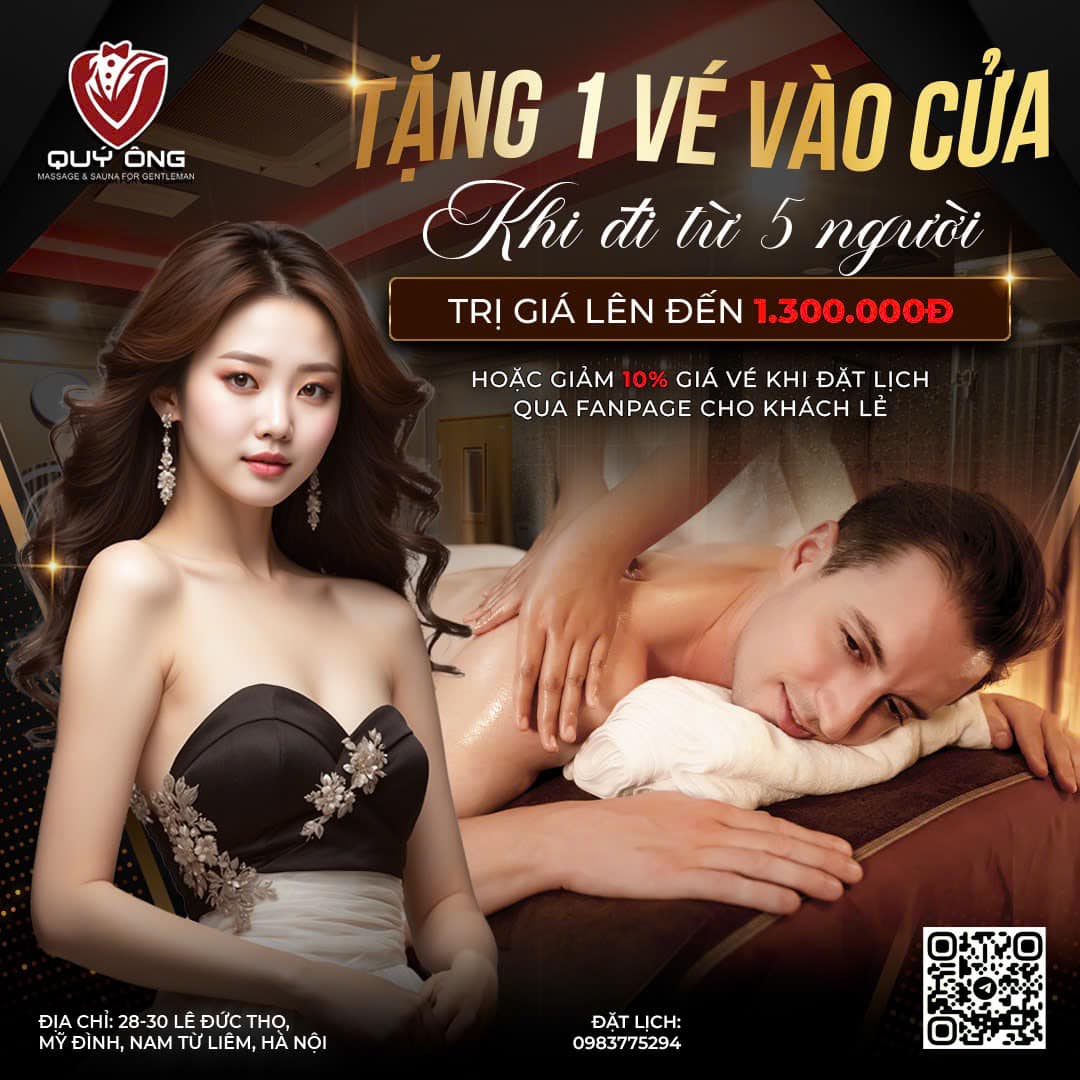 QUÝ ÔNG
MASSAGE & SAUNA FOR GENTLEMAN
TẶNG 1 VÉ VÀO CỬA
Khi đi từ 5 người
TRỊ GIÁ LÊN ĐẾN 1.300.000Đ
HOẶC GIẢM 10% GIÁ VÉ KHI ĐẶT LỊCH
QUA FANPAGE CHO KHÁCH LẺ
ĐỊA CHỈ: 28-30 LÊ ĐỨC THỌ,
MỸ ĐÌNH, NAM TỪ LIÊM, HÀ NỘI
ĐẶT LỊCH:
0983775294